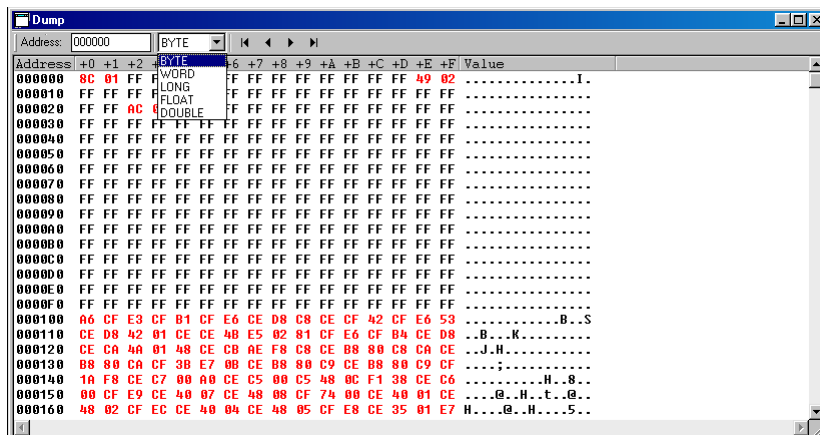 Dump
Address: 000000 BYTE
Address +0 +1 +2 +6 +7 +8 +9 +A +B +C +D +E +F Value
BYTE
WORD
LONG
FLOAT
DOUBLE
000000 8C 01 FF FF FF FF FF FF FF FF FF 49 02 ..............I.
000010 FF FF FF FF FF FF FF FF FF FF FF FF FF ................
000020 FF FF AC FF FF FF FF FF FF FF FF FF FF ................
000030 FF FF FF FF FF FF FF FF FF FF FF FF FF FF FF FF ................
000040 FF FF FF FF FF FF FF FF FF FF FF FF FF FF FF FF ................
000050 FF FF FF FF FF FF FF FF FF FF FF FF FF FF FF FF ................
000060 FF FF FF FF FF FF FF FF FF FF FF FF FF FF FF FF ................
000070 FF FF FF FF FF FF FF FF FF FF FF FF FF FF FF FF ................
000080 FF FF FF FF FF FF FF FF FF FF FF FF FF FF FF FF ................
000090 FF FF FF FF FF FF FF FF FF FF FF FF FF FF FF FF ................
0000A0 FF FF FF FF FF FF FF FF FF FF FF FF FF FF FF FF ................
0000B0 FF FF FF FF FF FF FF FF FF FF FF FF FF FF FF FF ................
0000C0 FF FF FF FF FF FF FF FF FF FF FF FF FF FF FF FF ................
0000D0 FF FF FF FF FF FF FF FF FF FF FF FF FF FF FF FF ................
0000E0 FF FF FF FF FF FF FF FF FF FF FF FF FF FF FF FF ................
0000F0 FF FF FF FF FF FF FF FF FF FF FF FF FF FF FF FF ................
000100 A6 CF E3 CF B1 CF E6 CE D8 C8 CE CF 42 CF E6 53 ............B..S
000110 CE D8 42 01 CE CE 4B E5 02 81 CF E6 CF B4 CE D8 ..B...K.........
000120 CE CA 4A 01 48 CE CB AE F8 C8 CE B8 80 C8 CA CE ..J.H...........
000130 B8 80 CA CF 3B E7 0B CE B8 80 C9 CE B8 80 C9 CF ....;...........
000140 1A F8 CE C7 00 A0 CE C5 00 C5 48 0C F1 38 CE C6 ..........H..8..
000150 00 CF E9 CE 40 07 CE 48 08 CF 74 00 CE 40 01 CE ....@..H..t..@..
000160 48 02 CF EC CE 40 04 CE 48 05 CF E8 CE 35 01 E7 H....@..H....5..